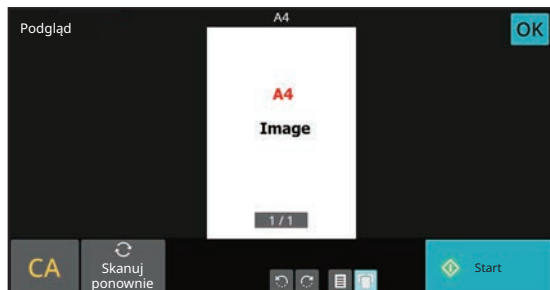 A4
Podgląd
OK
A4
Image
1 / 1
CA
Skanuj
ponownie
Start